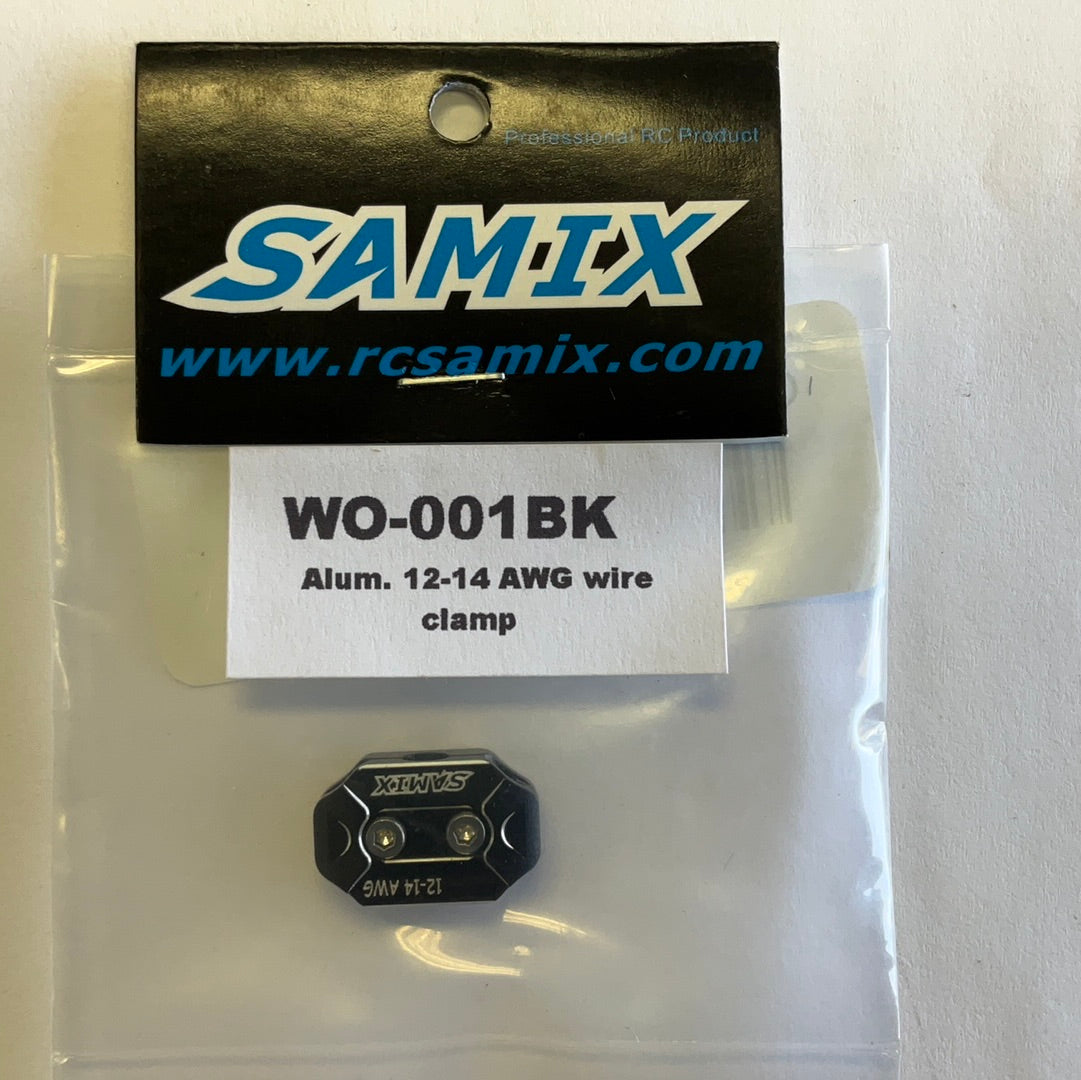 Professional RC Product
SAMIX
www.rcsamix.com
WO-001BK
Alum. 12-14 AWG wire
clamp
SAMIX
12-14 AWG